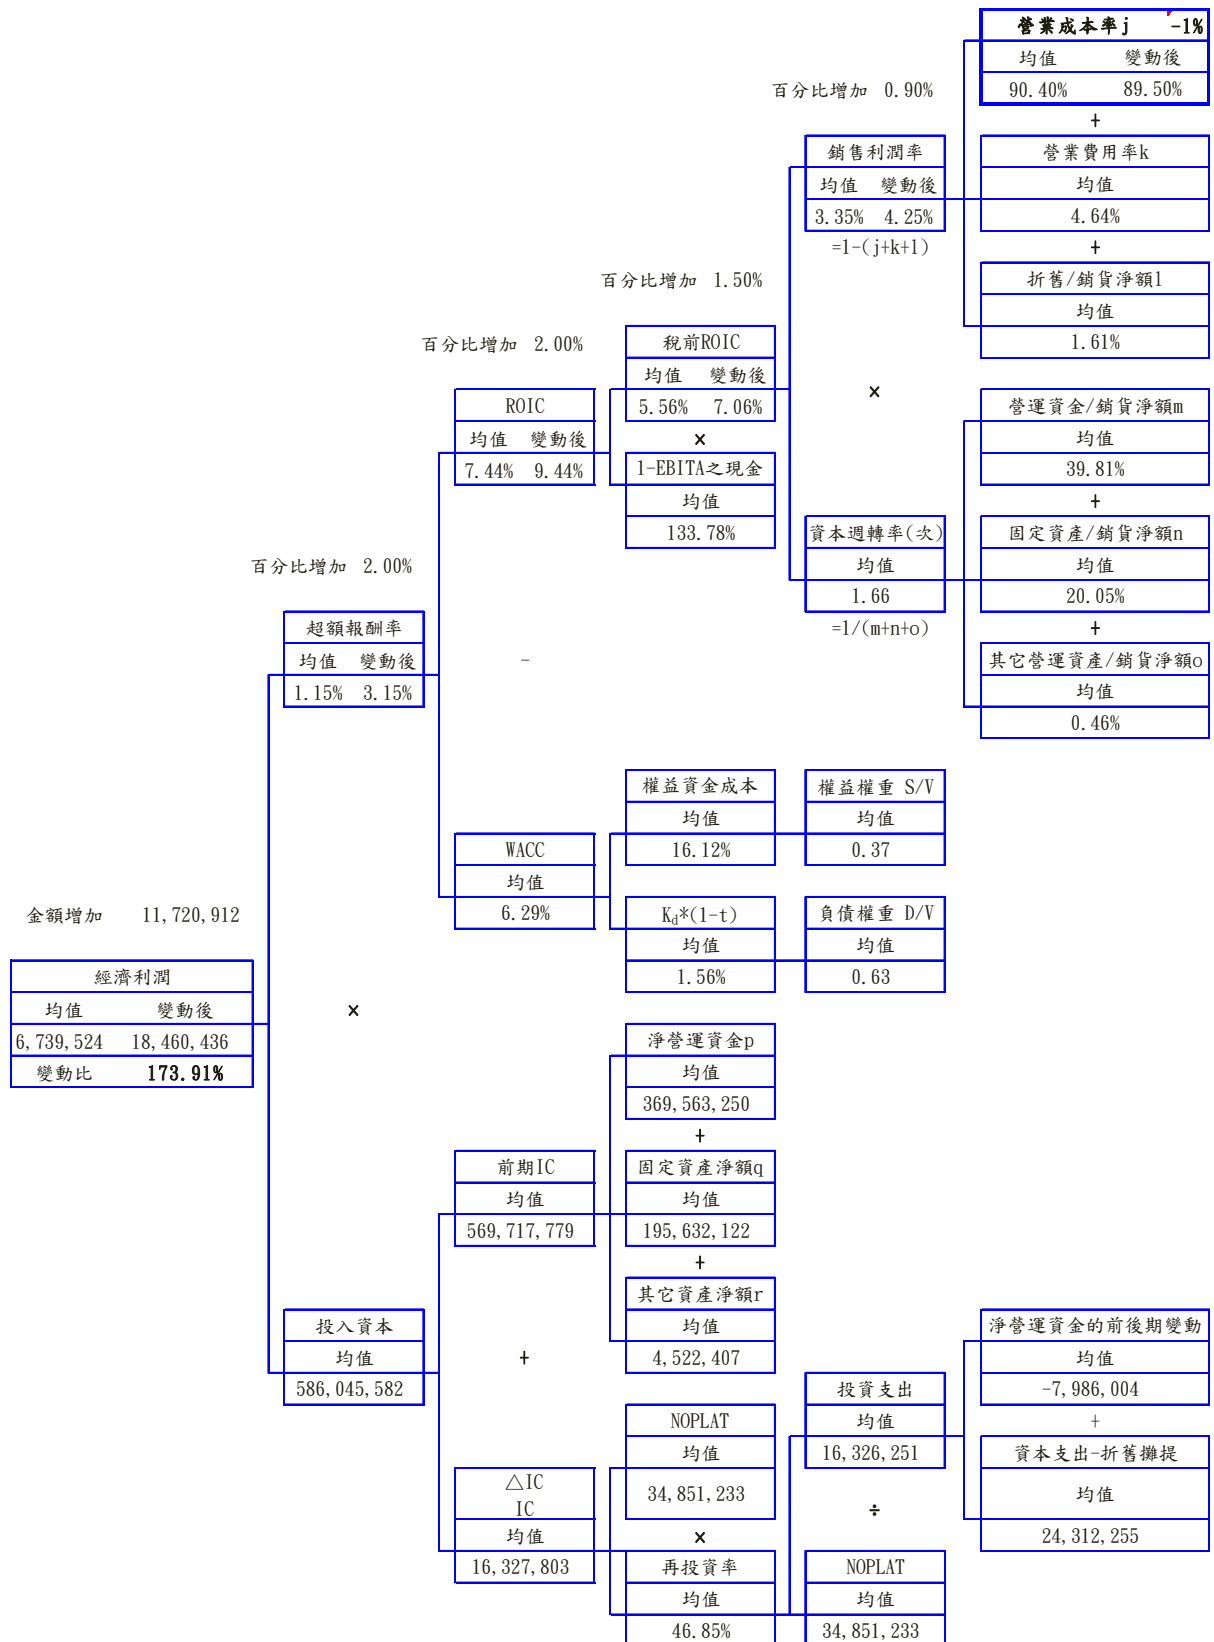 營業成本率j -1%
均值 變動後
90.40% 89.50%
百分比增加 0.90%
+
銷售利潤率
均值 變動後
3.35% 4.25%
=1-(j+k+l)
營業費用率k
均值
4.64%
+
折舊/銷貨淨額l
均值
1.61%
百分比增加 1.50%
百分比增加 2.00%
稅前ROIC
均值 變動後
5.56% 7.06%
×
ROIC
均值 變動後
7.44% 9.44%
×
1-EBITA之現金
均值
133.78%
營運資金/銷貨淨額m
均值
39.81%
+
資本週轉率(次)
均值
1.66
=1/(m+n+o)
固定資產/銷貨淨額n
均值
20.05%
+
其它營運資產/銷貨淨額o
均值
0.46%
百分比增加 2.00%
超額報酬率
均值 變動後
1.15% 3.15%
-
權益資金成本
均值
16.12%
權益權重 S/V
均值
0.37
WACC
均值
6.29%
Kd*(1-t)
均值
1.56%
負債權重 D/V
均值
0.63
金額增加 11,720,912
經濟利潤
均值 變動後
6,739,524 18,460,436
變動比 173.91%
×
淨營運資金p
均值
369,563,250
+
前期IC
均值
569,717,779
固定資產淨額q
均值
195,632,122
+
其它資產淨額r
均值
4,522,407
投入資本
均值
586,045,582
+
淨營運資金的前後期變動
均值
-7,986,004
+
投資支出
均值
16,326,251
NOPLAT
均值
34,851,233
資本支出-折舊攤提
均值
24,312,255
△IC
IC
均值
16,327,803
×
÷
再投資率
均值
46.85%
NOPLAT
均值
34,851,233